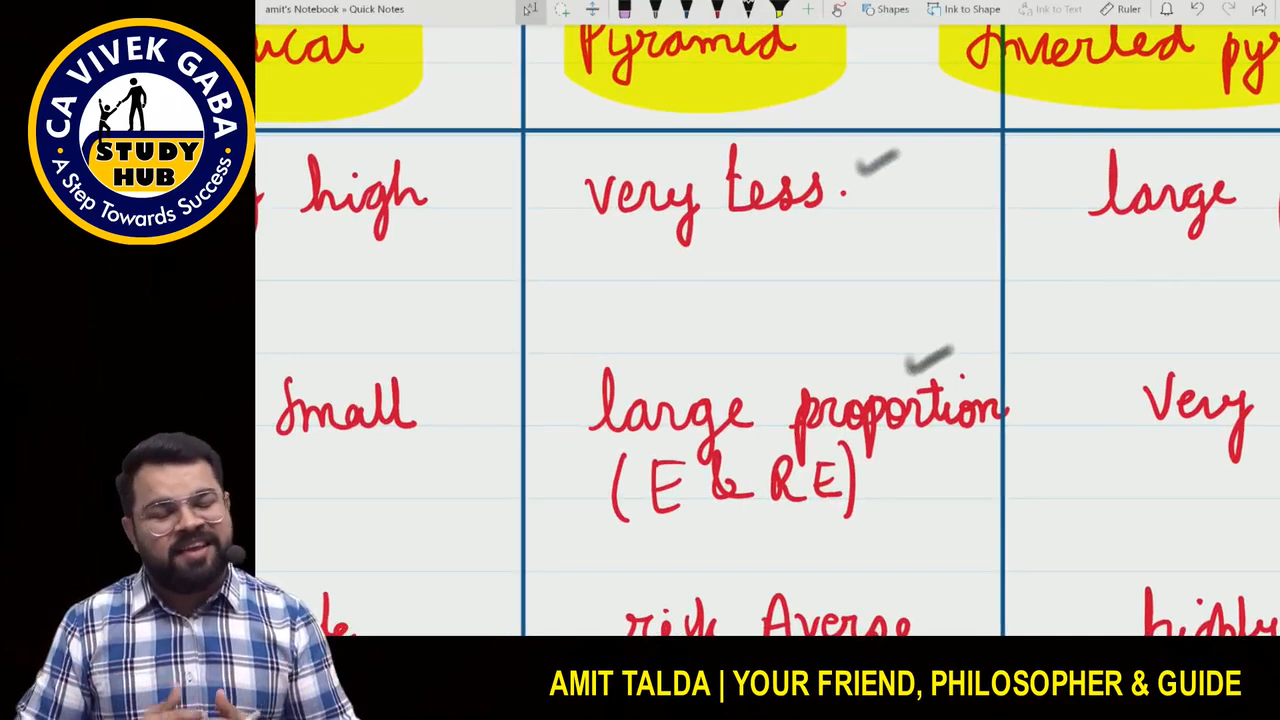 amit's Notebook » Quick Notes
Shapes
Ink to Shape
Ink to Text
Ruler
CA VIVEK GABA
STUDY
HUB
A Step Towards Success
Pyramid
Inverted
high
very less.
large
small
large proportion
Very
(E & RE)
risk Averse
AMIT TALDA | YOUR FRIEND, PHILOSOPHER & GUIDE